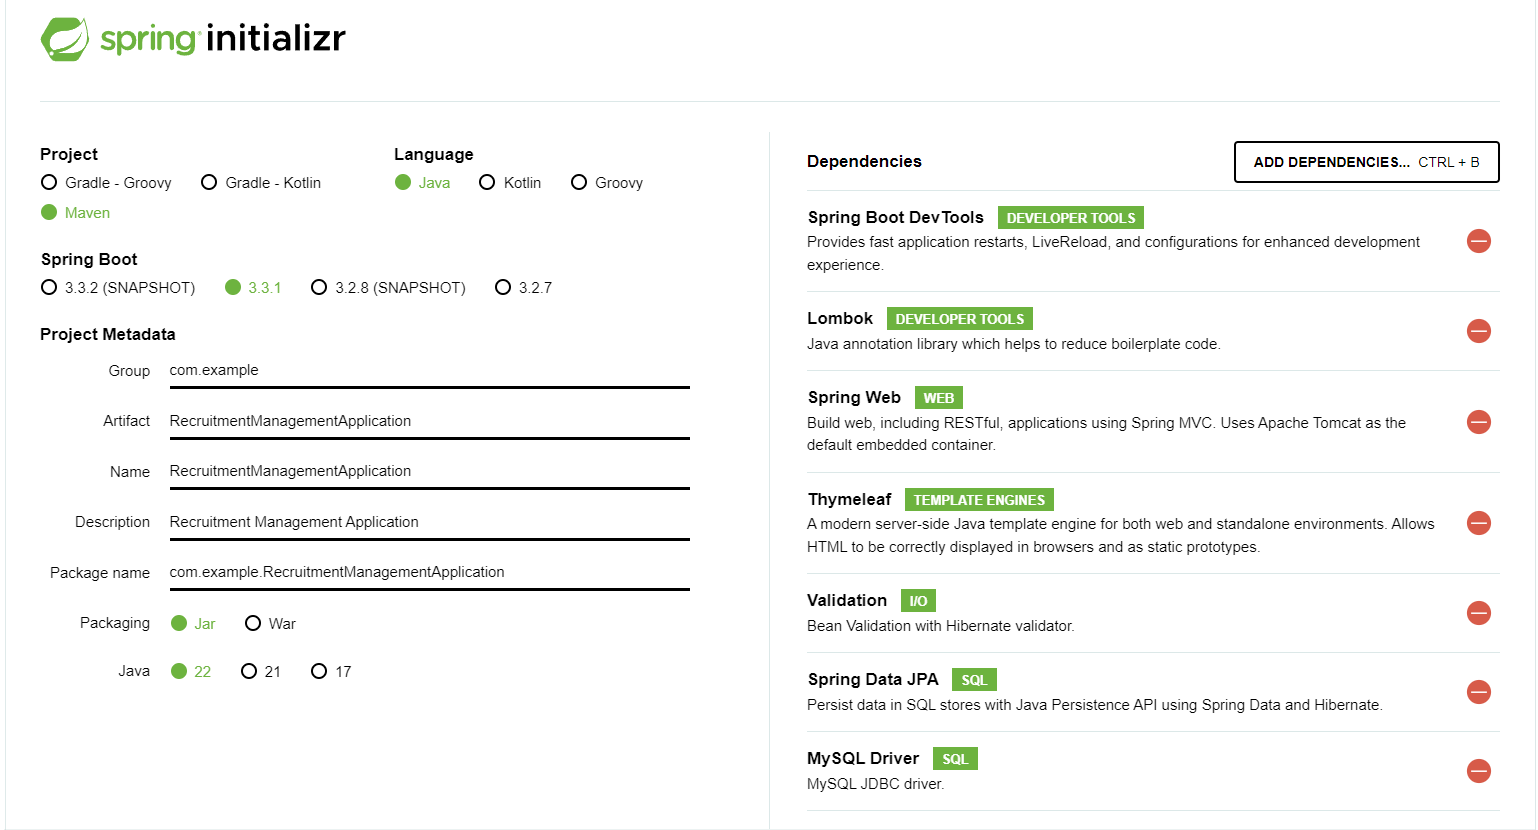 spring initializr
Project
Gradle - Groovy Gradle - Kotlin
Maven
Language
Java Kotlin Groovy
Spring Boot
3.3.2 (SNAPSHOT) 3.3.1 3.2.8 (SNAPSHOT) 3.2.7
Project Metadata
Group com.example
Artifact RecruitmentManagementApplication
Name RecruitmentManagementApplication
Description Recruitment Management Application
Package name com.example.RecruitmentManagementApplication
Packaging Jar War
Java 22 21 17
Dependencies ADD DEPENDENCIES... CTRL + B
Spring Boot DevTools DEVELOPER TOOLS
Provides fast application restarts, LiveReload, and configurations for enhanced development
experience.
Lombok DEVELOPER TOOLS
Java annotation library which helps to reduce boilerplate code.
Spring Web WEB
Build web, including RESTful, applications using Spring MVC. Uses Apache Tomcat as the
default embedded container.
Thymeleaf TEMPLATE ENGINES
A modern server-side Java template engine for both web and standalone environments. Allows
HTML to be correctly displayed in browsers and as static prototypes.
Validation I/O
Bean Validation with Hibernate validator.
Spring Data JPA SQL
Persist data in SQL stores with Java Persistence API using Spring Data and Hibernate.
MySQL Driver SQL
MySQL JDBC driver.